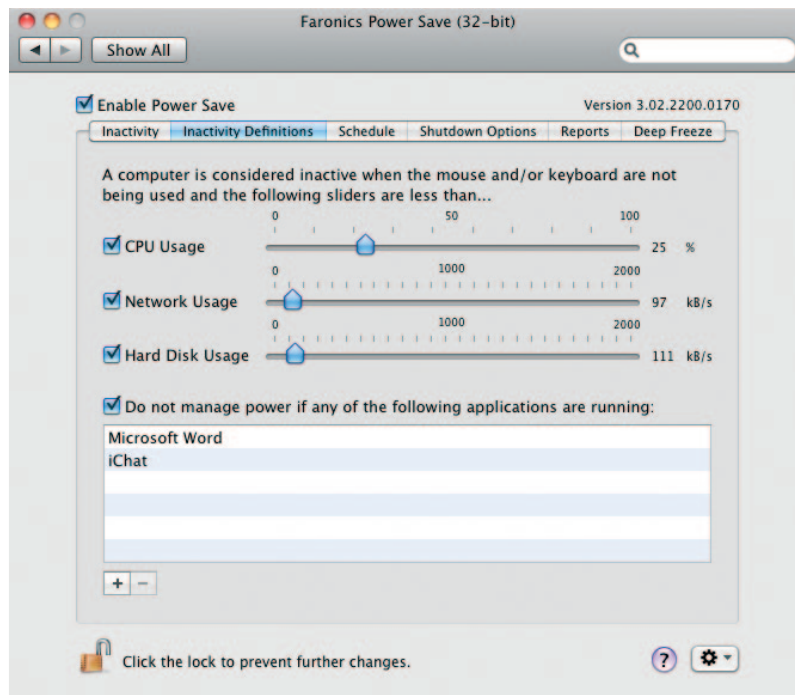 Faronics Power Save (32-bit)
Show All
Enable Power Save
Version 3.02.2200.0170
Inactivity Inactivity Definitions Schedule Shutdown Options Reports Deep Freeze
A computer is considered inactive when the mouse and/or keyboard are not
being used and the following sliders are less than...
0 50 100
CPU Usage 25 %
0 1000 2000
Network Usage 97 kB/s
0 1000 2000
Hard Disk Usage 111 kB/s
Do not manage power if any of the following applications are running:
Microsoft Word
iChat
+ −
Click the lock to prevent further changes.
?